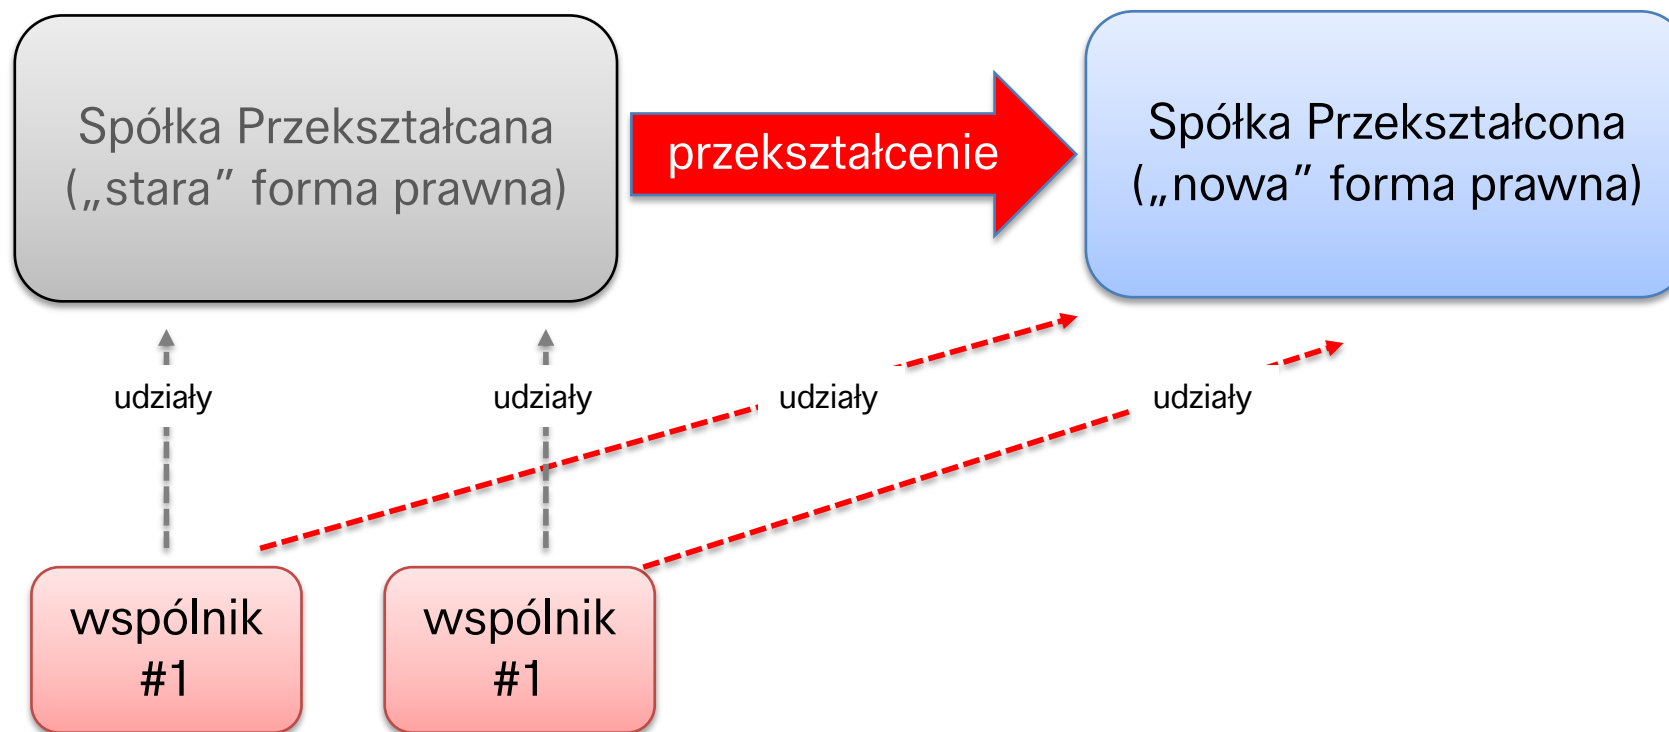 Spółka Przekształcana
(„stara” forma prawna)
przekształcenie
Spółka Przekształcona
(„nowa” forma prawna)
udziały
udziały
udziały
udziały
wspólnik
#1
wspólnik
#1